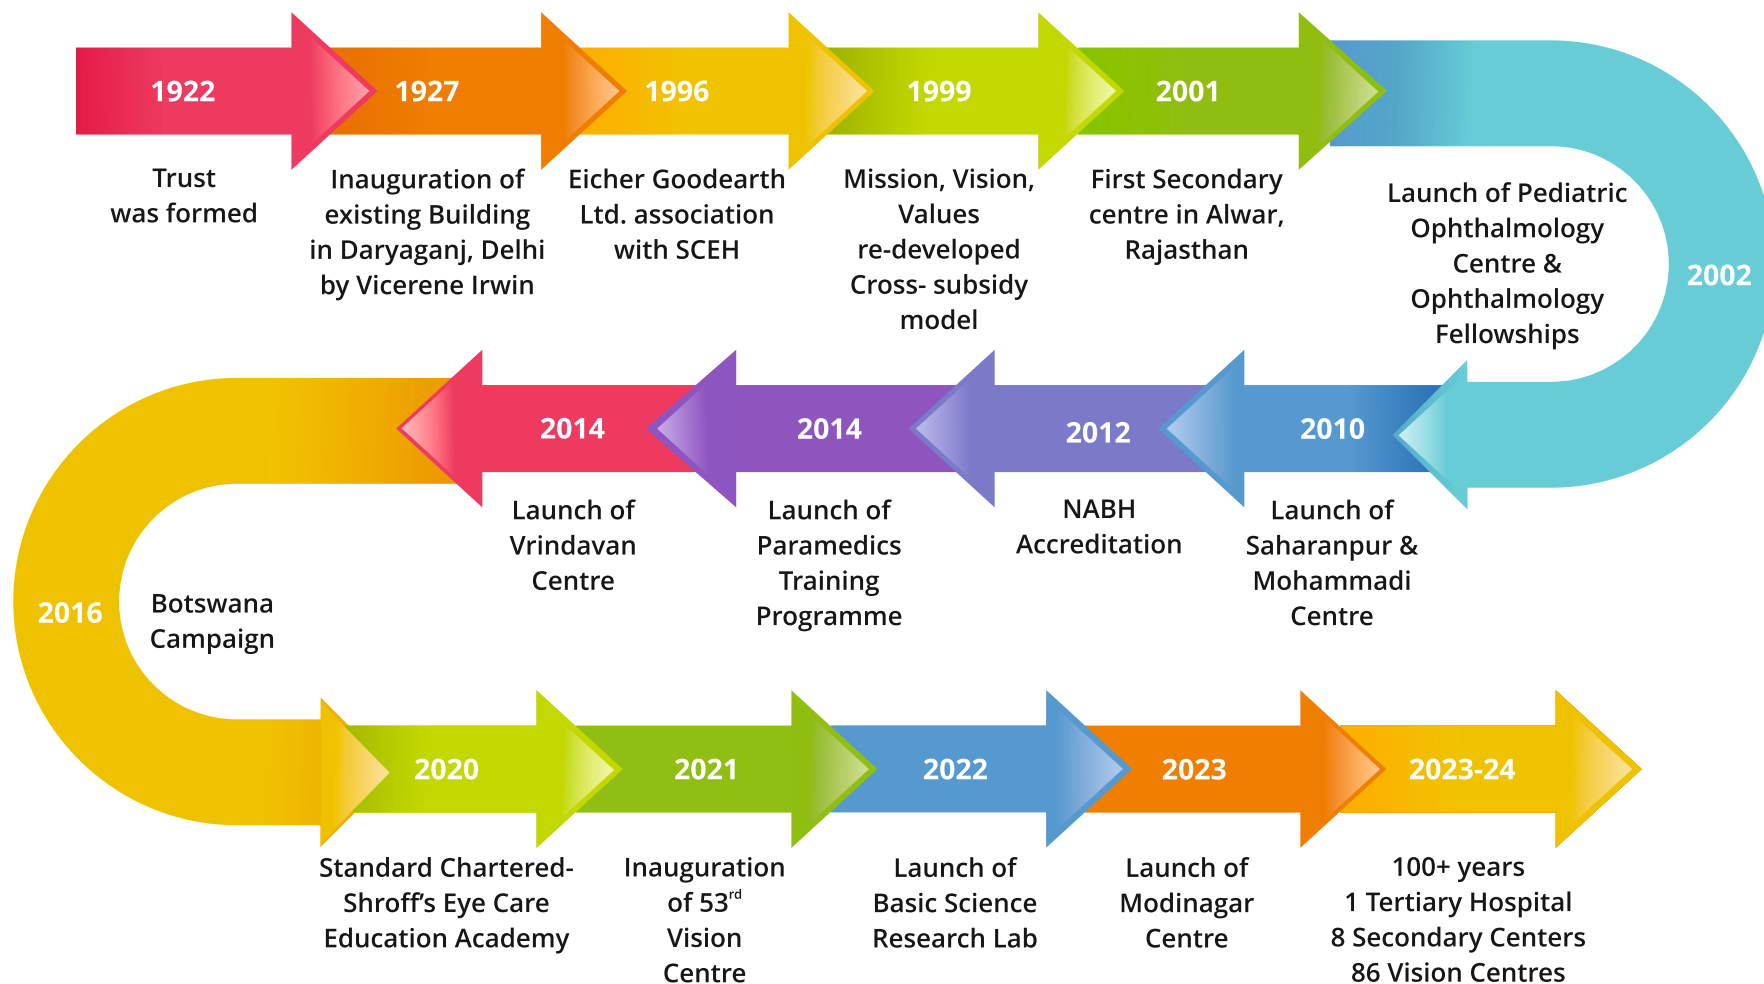 1922
Trust
was formed
1927
Inauguration of
existing Building
in Daryaganj, Delhi
by Vicerene Irwin
1996
Eicher Goodearth
Ltd. association
with SCEH
1999
Mission, Vision,
Values
re-developed
Cross- subsidy
model
2001
First Secondary
centre in Alwar,
Rajasthan
2002
Launch of Pediatric
Ophthalmology
Centre &
Ophthalmology
Fellowships
2010
Launch of
Saharanpur &
Mohammadi
Centre
2012
NABH
Accreditation
2014
Launch of
Paramedics
Training
Programme
2014
Launch of
Vrindavan
Centre
2016
Botswana
Campaign
2020
Standard Chartered-
Shroff’s Eye Care
Education Academy
2021
Inauguration
of 53rd
Vision
Centre
2022
Launch of
Basic Science
Research Lab
2023
Launch of
Modinagar
Centre
2023-24
100+ years
1 Tertiary Hospital
8 Secondary Centers
86 Vision Centres